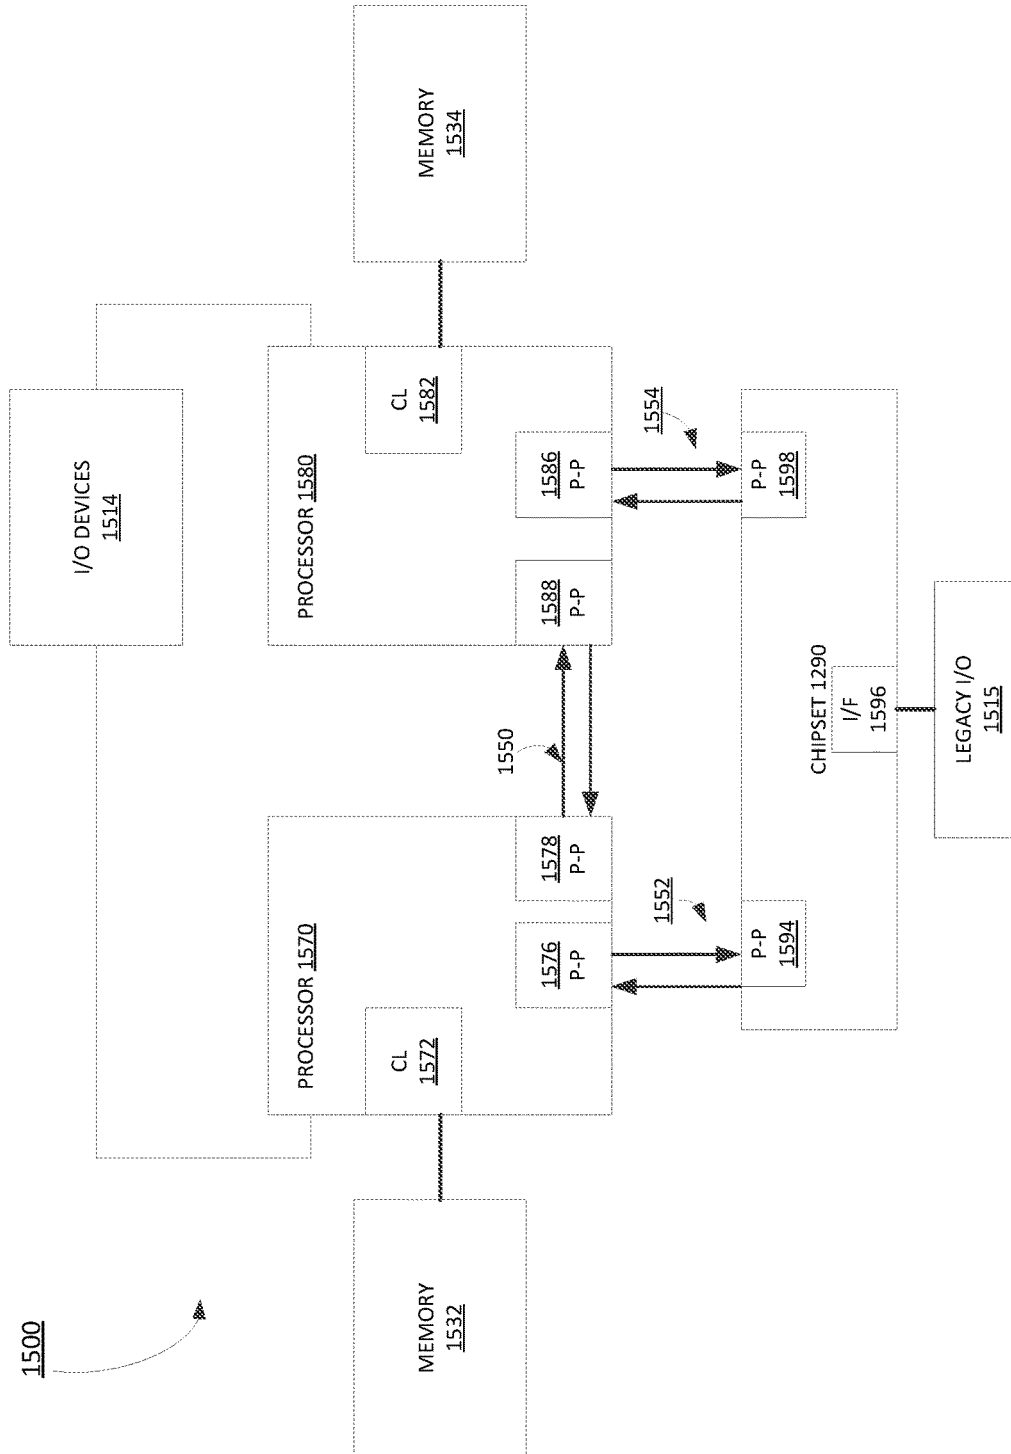 1500
I/O DEVICES
1514
MEMORY
1532
PROCESSOR 1570
CL
1572
1576
P-P
1578
P-P
1550
PROCESSOR 1580
CL
1582
1588
P-P
1586
P-P
MEMORY
1534
1552
1554
P-P
1594
CHIPSET 1290
I/F
1596
P-P
1598
LEGACY I/O
1515